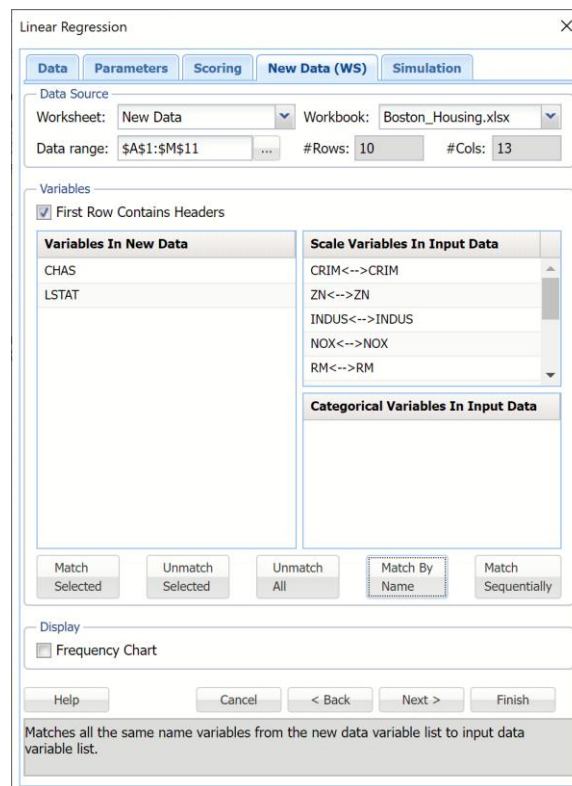 Linear Regression
Data Parameters Scoring New Data (WS) Simulation
Data Source
Worksheet: New Data Workbook: Boston_Housing.xlsx
Data range: $A$1:$M$11 ... #Rows: 10 #Cols: 13
Variables
First Row Contains Headers
Variables In New Data
CHAS
LSTAT
Scale Variables In Input Data
CRIM<-->CRIM
ZN<-->ZN
INDUS<-->INDUS
NOX<-->NOX
RM<-->RM
Categorical Variables In Input Data
Match
Selected
Unmatch
Selected
Unmatch
All
Match By
Name
Match
Sequentially
Display
Frequency Chart
Help Cancel < Back Next > Finish
Matches all the same name variables from the new data variable list to input data
variable list.